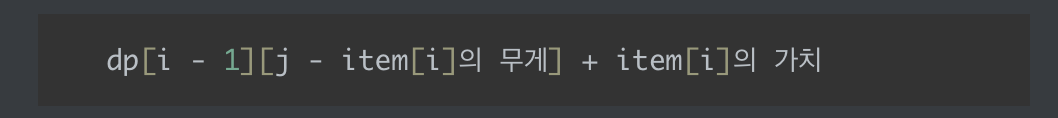 dp[i - 1][j - item[i]의 무게] + item[i]의 가치